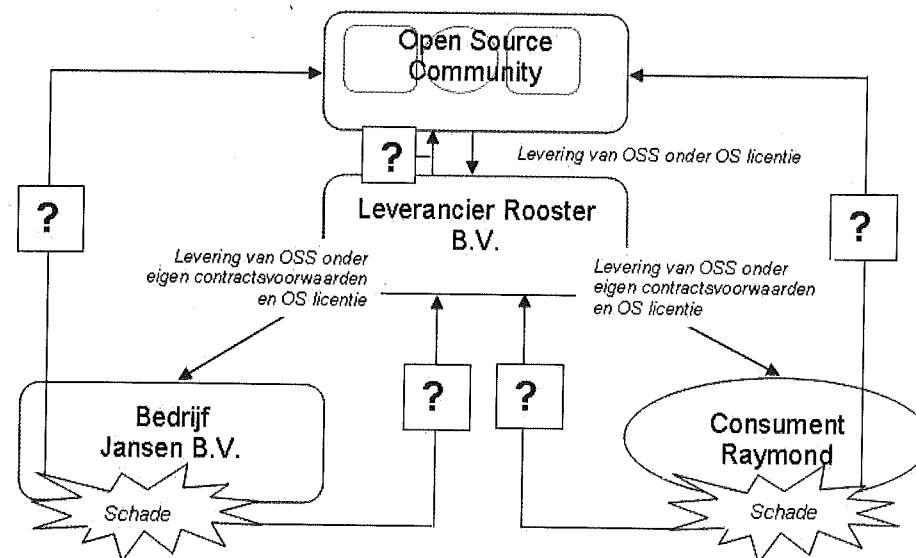 Open Source
Community
?
Levering van OSS onder OS licentie
?
?
Leverancier Rooster
B.V.
Levering van OSS onder
eigen contractsvoorwaarden
en OS licentie
Levering van OSS onder
eigen contractsvoorwaarden
en OS licentie
?
?
Bedrijf
Jansen B.V.
Consument
Raymond
Schade
Schade